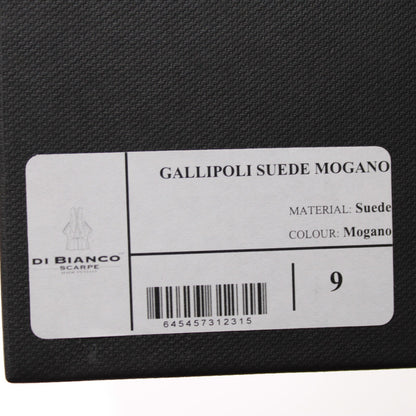 GALLIPOLI SUEDE MOGANO
MATERIAL: Suede
COLOUR: Mogano
DI BIANCO
SCARPE
645457312315
9